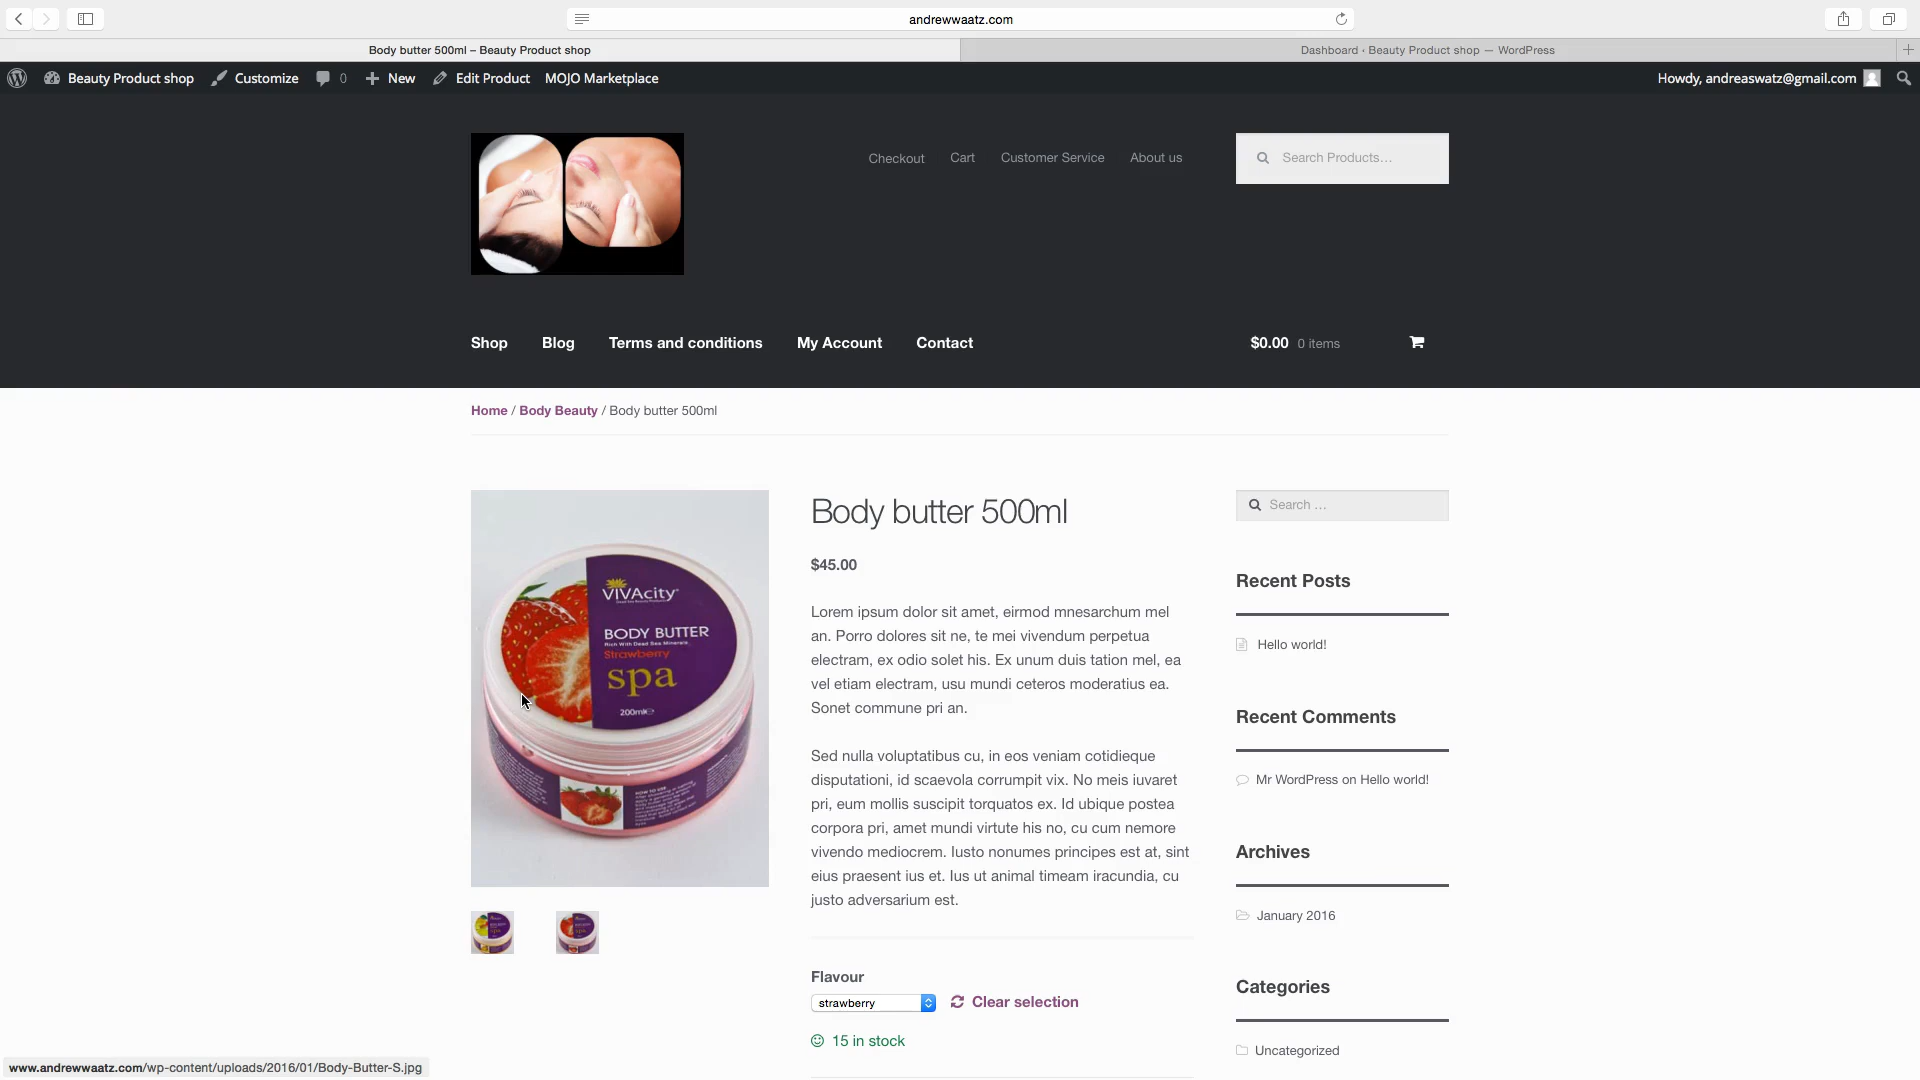 andrewwaatz.com
Body butter 500ml – Beauty Product shop
Dashboard ‹ Beauty Product shop — WordPress
Beauty Product shop
Customize
0
New
Edit Product
MOJO Marketplace
Howdy, andreaswatz@gmail.com
Checkout
Cart
Customer Service
About us
Search Products…
Shop
Blog
Terms and conditions
My Account
Contact
$0.00 0 items
Home / Body Beauty / Body butter 500ml
VIVAcity
BODY BUTTER
Rich With Dead Sea Minerals
Strawberry
spa
200ml
HOW TO USE
Body butter 500ml
$45.00
Lorem ipsum dolor sit amet, eirmod mnesarchum mel
an. Porro dolores sit ne, te mei vivendum perpetua
electram, ex odio solet his. Ex unum duis tation mel, ea
vel etiam electram, usu mundi ceteros moderatius ea.
Sonet commune pri an.
Sed nulla voluptatibus cu, in eos veniam cotidieque
disputationi, id scaevola corrumpit vix. No meis iuvaret
pri, eum mollis suscipit torquatos ex. Id ubique postea
corpora pri, amet mundi virtute his no, cu cum nemore
vivendo mediocrem. Iusto nonumes principes est at, sint
eius praesent ius et. Ius ut animal timeam iracundia, cu
justo adversarium est.
Flavour
strawberry
Clear selection
15 in stock
Search …
Recent Posts
Hello world!
Recent Comments
Mr WordPress on Hello world!
Archives
January 2016
Categories
Uncategorized
www.andrewwaatz.com/wp-content/uploads/2016/01/Body-Butter-S.jpg